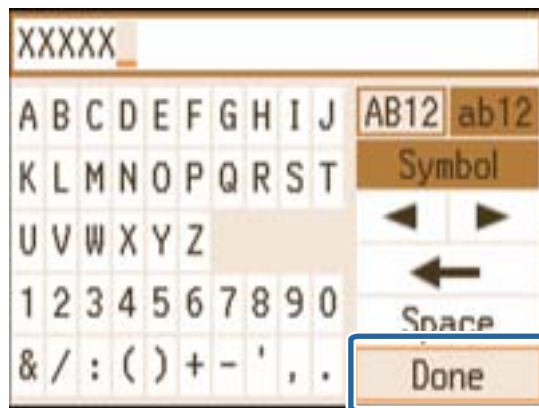 XXXXX_
A B C D E F G H I J AB12 ab12
K L M N O P Q R S T Symbol
U V W X Y Z
1 2 3 4 5 6 7 8 9 0 Space
& / : ( ) + - ' , . Done